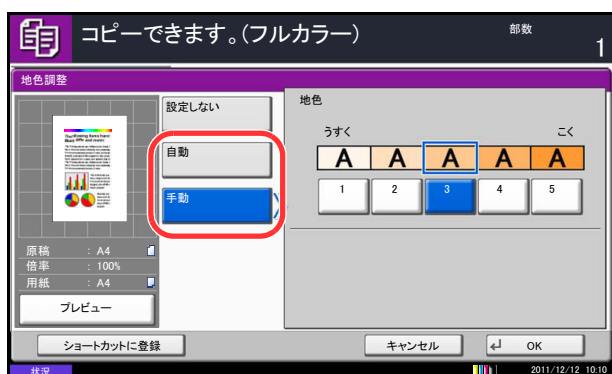 コピーできます。(フルカラー)
部数
1
地色調整
設定しない
自動
手動
地色
うすく
こく
A A A A A
1 2 3 4 5
原稿 : A4
倍率 : 100%
用紙 : A4
プレビュー
ショートカットに登録
キャンセル
OK
状況
2011/12/12 10:10